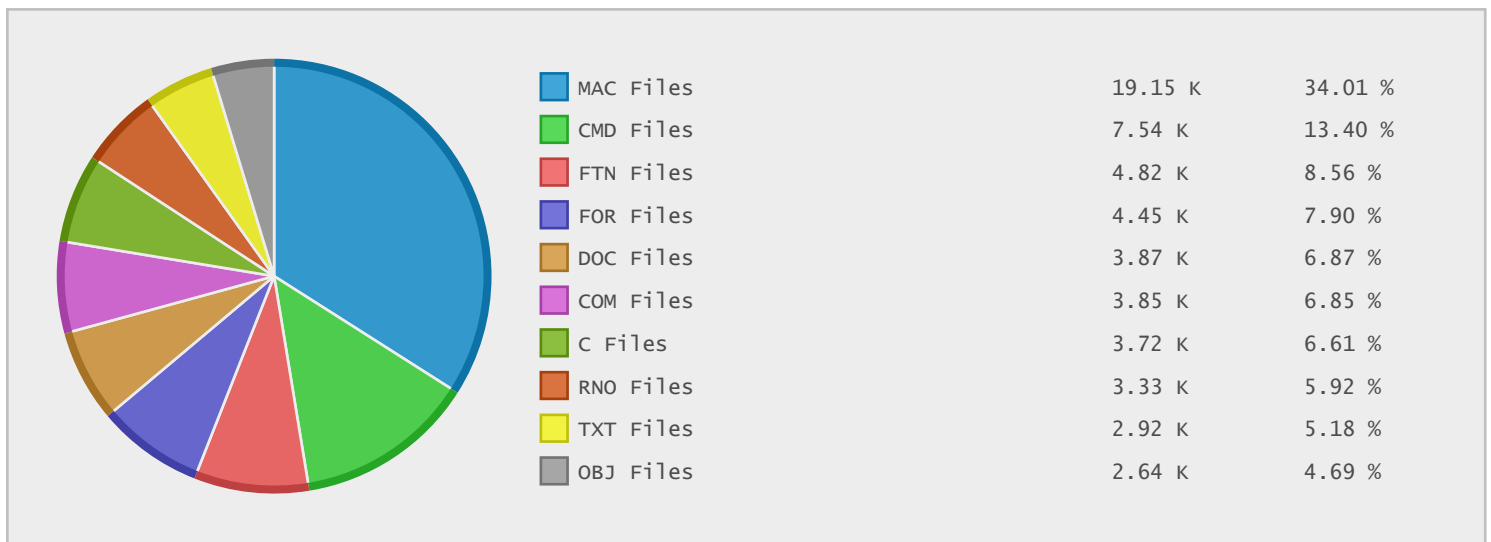 MAC Files 19.15 K 34.01 %
CMD Files 7.54 K 13.40 %
FTN Files 4.82 K 8.56 %
FOR Files 4.45 K 7.90 %
DOC Files 3.87 K 6.87 %
COM Files 3.85 K 6.85 %
C Files 3.72 K 6.61 %
RNO Files 3.33 K 5.92 %
TXT Files 2.92 K 5.18 %
OBJ Files 2.64 K 4.69 %